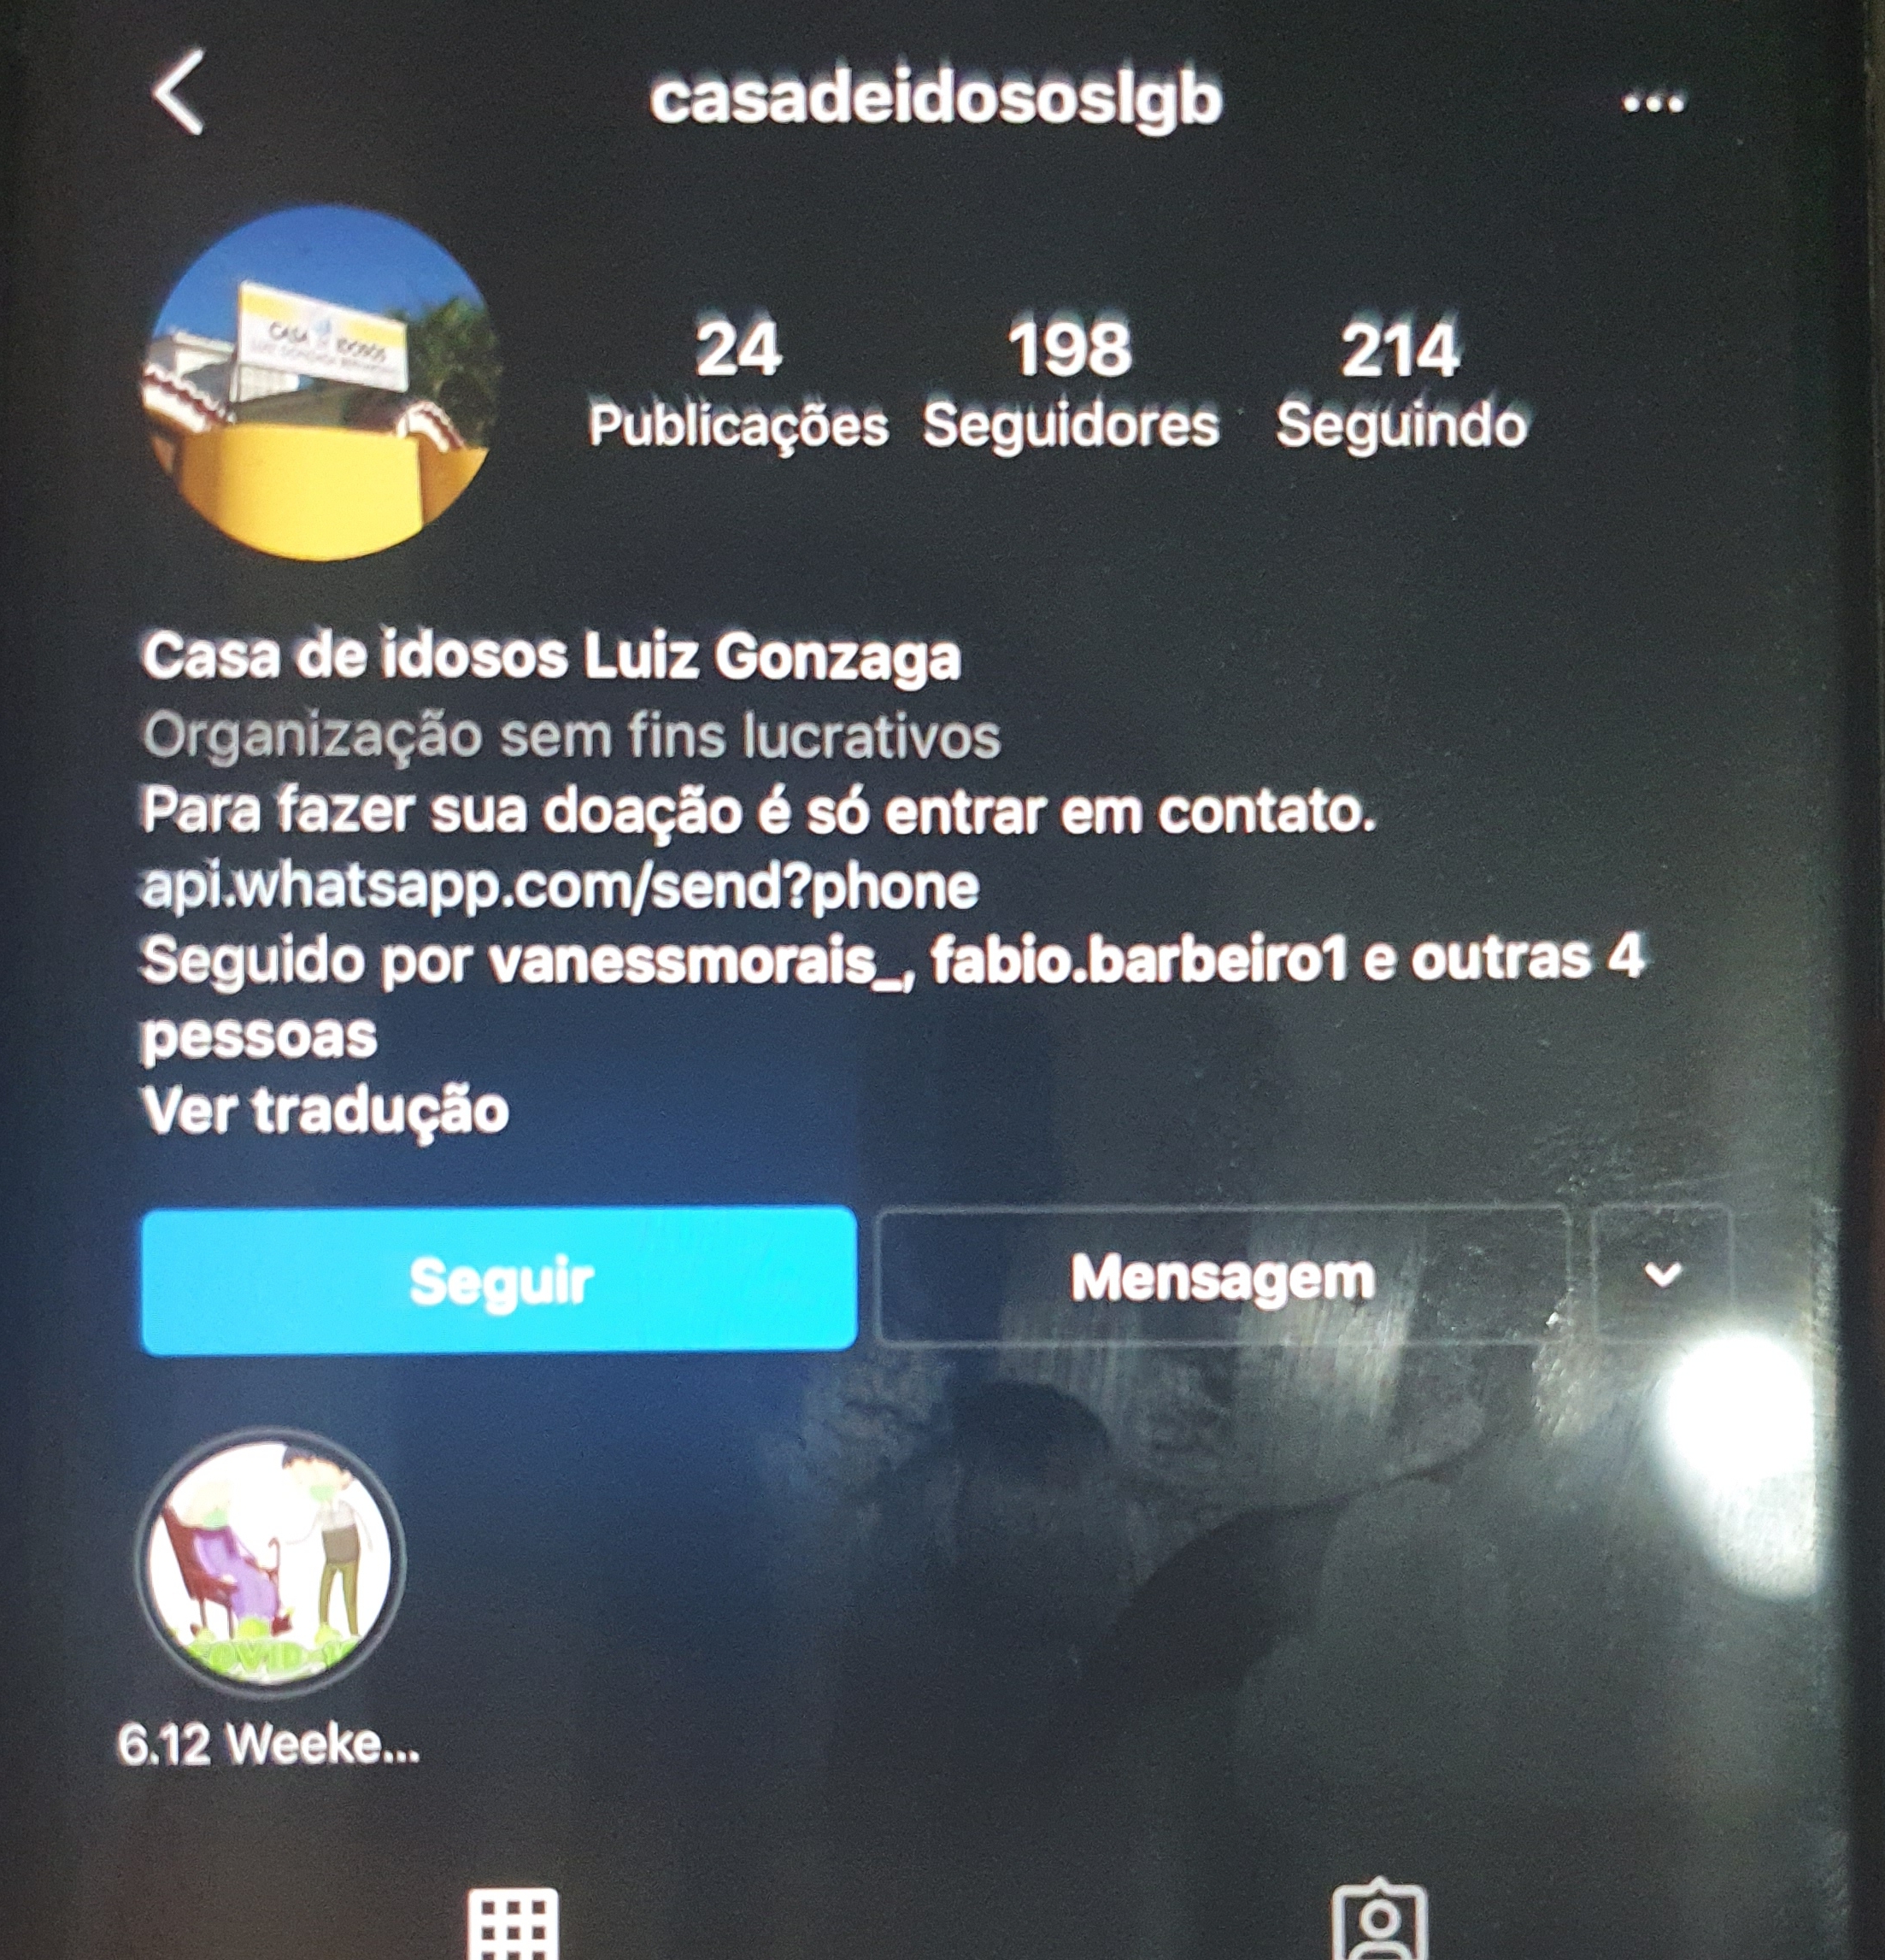 casadeidososlgb
24 198 214
Publicações Seguidores Seguindo
CASA IDOSOS
Casa de idosos Luiz Gonzaga
Organização sem fins lucrativos
Para fazer sua doação é só entrar em contato.
api.whatsapp.com/send?phone
Seguido por vanessmorais_, fabio.barbeiro1 e outras 4
pessoas
Ver tradução
Seguir Mensagem
6.12 Weeke...